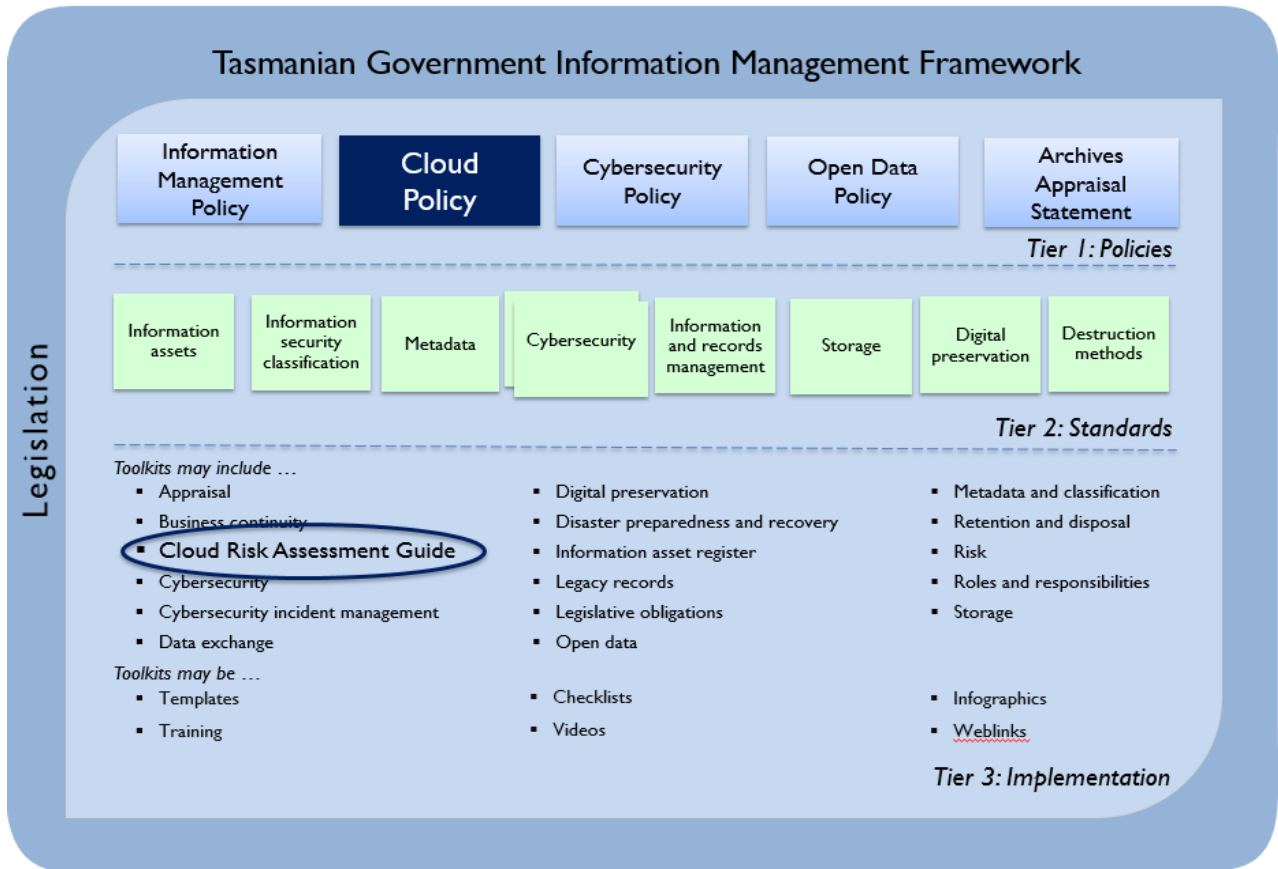 Tasmanian Government Information Management Framework
Legislation
Information
Management
Policy
Cloud
Policy
Cybersecurity
Policy
Open Data
Policy
Archives
Appraisal
Statement
Tier 1: Policies
Information
assets
Information
security
classification
Metadata
Cybersecurity
Information
and records
management
Storage
Digital
preservation
Destruction
methods
Tier 2: Standards
Toolkits may include …
▪ Appraisal
▪ Business continuity
▪ Cloud Risk Assessment Guide
▪ Cybersecurity
▪ Cybersecurity incident management
▪ Data exchange
▪ Digital preservation
▪ Disaster preparedness and recovery
▪ Information asset register
▪ Legacy records
▪ Legislative obligations
▪ Open data
▪ Metadata and classification
▪ Retention and disposal
▪ Risk
▪ Roles and responsibilities
▪ Storage
Toolkits may be …
▪ Templates
▪ Training
▪ Checklists
▪ Videos
▪ Infographics
▪ Weblinks
Tier 3: Implementation